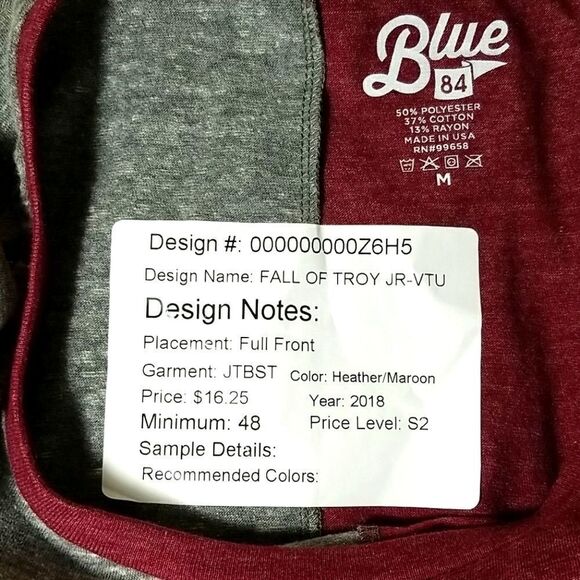 Blue
84
50% POLYESTER
37% COTTON
13% RAYON
MADE IN USA
RN#99658
M
Design #: 000000000Z6H5
Design Name: FALL OF TROY JR-VTU
Design Notes:
Placement: Full Front
Garment: JTBST Color: Heather/Maroon
Price: $16.25 Year: 2018
Minimum: 48 Price Level: S2
Sample Details:
Recommended Colors: